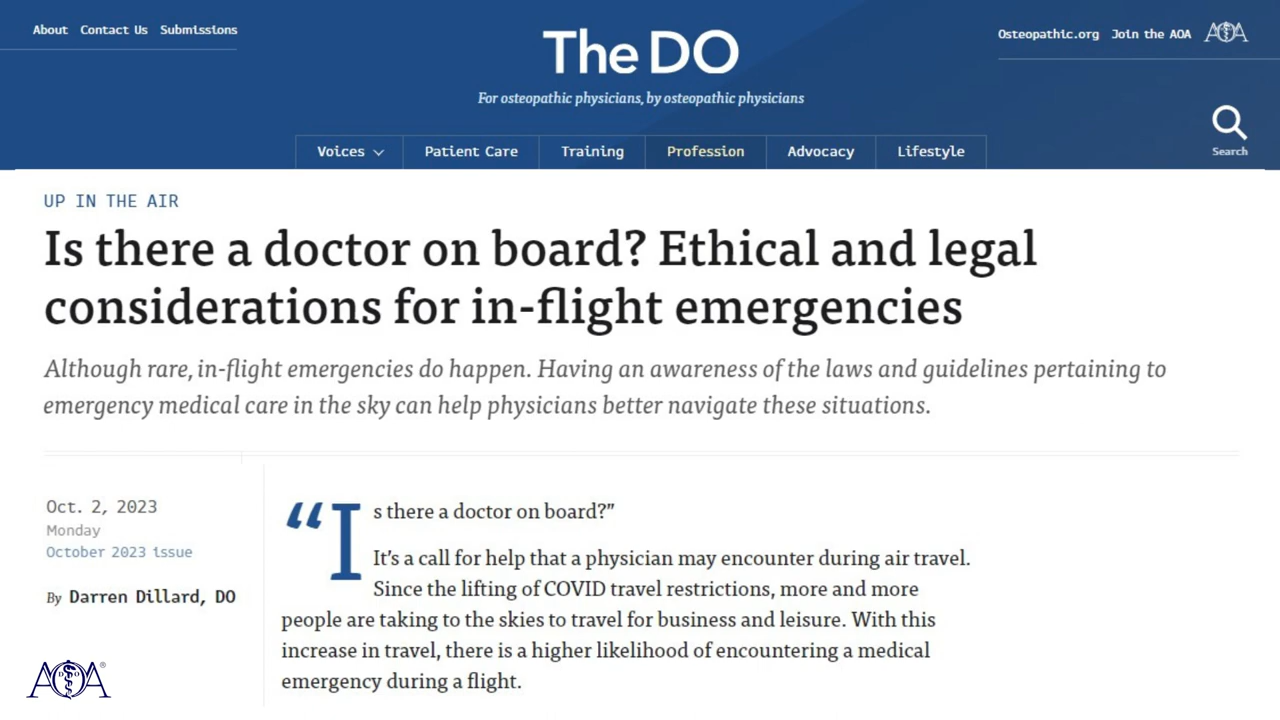 About Contact Us Submissions
The DO
For osteopathic physicians, by osteopathic physicians
Osteopathic.org Join the AOA AOA
Search
Voices Patient Care Training Profession Advocacy Lifestyle
UP IN THE AIR
Is there a doctor on board? Ethical and legal
considerations for in-flight emergencies
Although rare, in-flight emergencies do happen. Having an awareness of the laws and guidelines pertaining to
emergency medical care in the sky can help physicians better navigate these situations.
Oct. 2, 2023
Monday
October 2023 issue
By Darren Dillard, DO
“Is there a doctor on board?”
It’s a call for help that a physician may encounter during air travel.
Since the lifting of COVID travel restrictions, more and more
people are taking to the skies to travel for business and leisure. With this
increase in travel, there is a higher likelihood of encountering a medical
emergency during a flight.
AOA®
DO